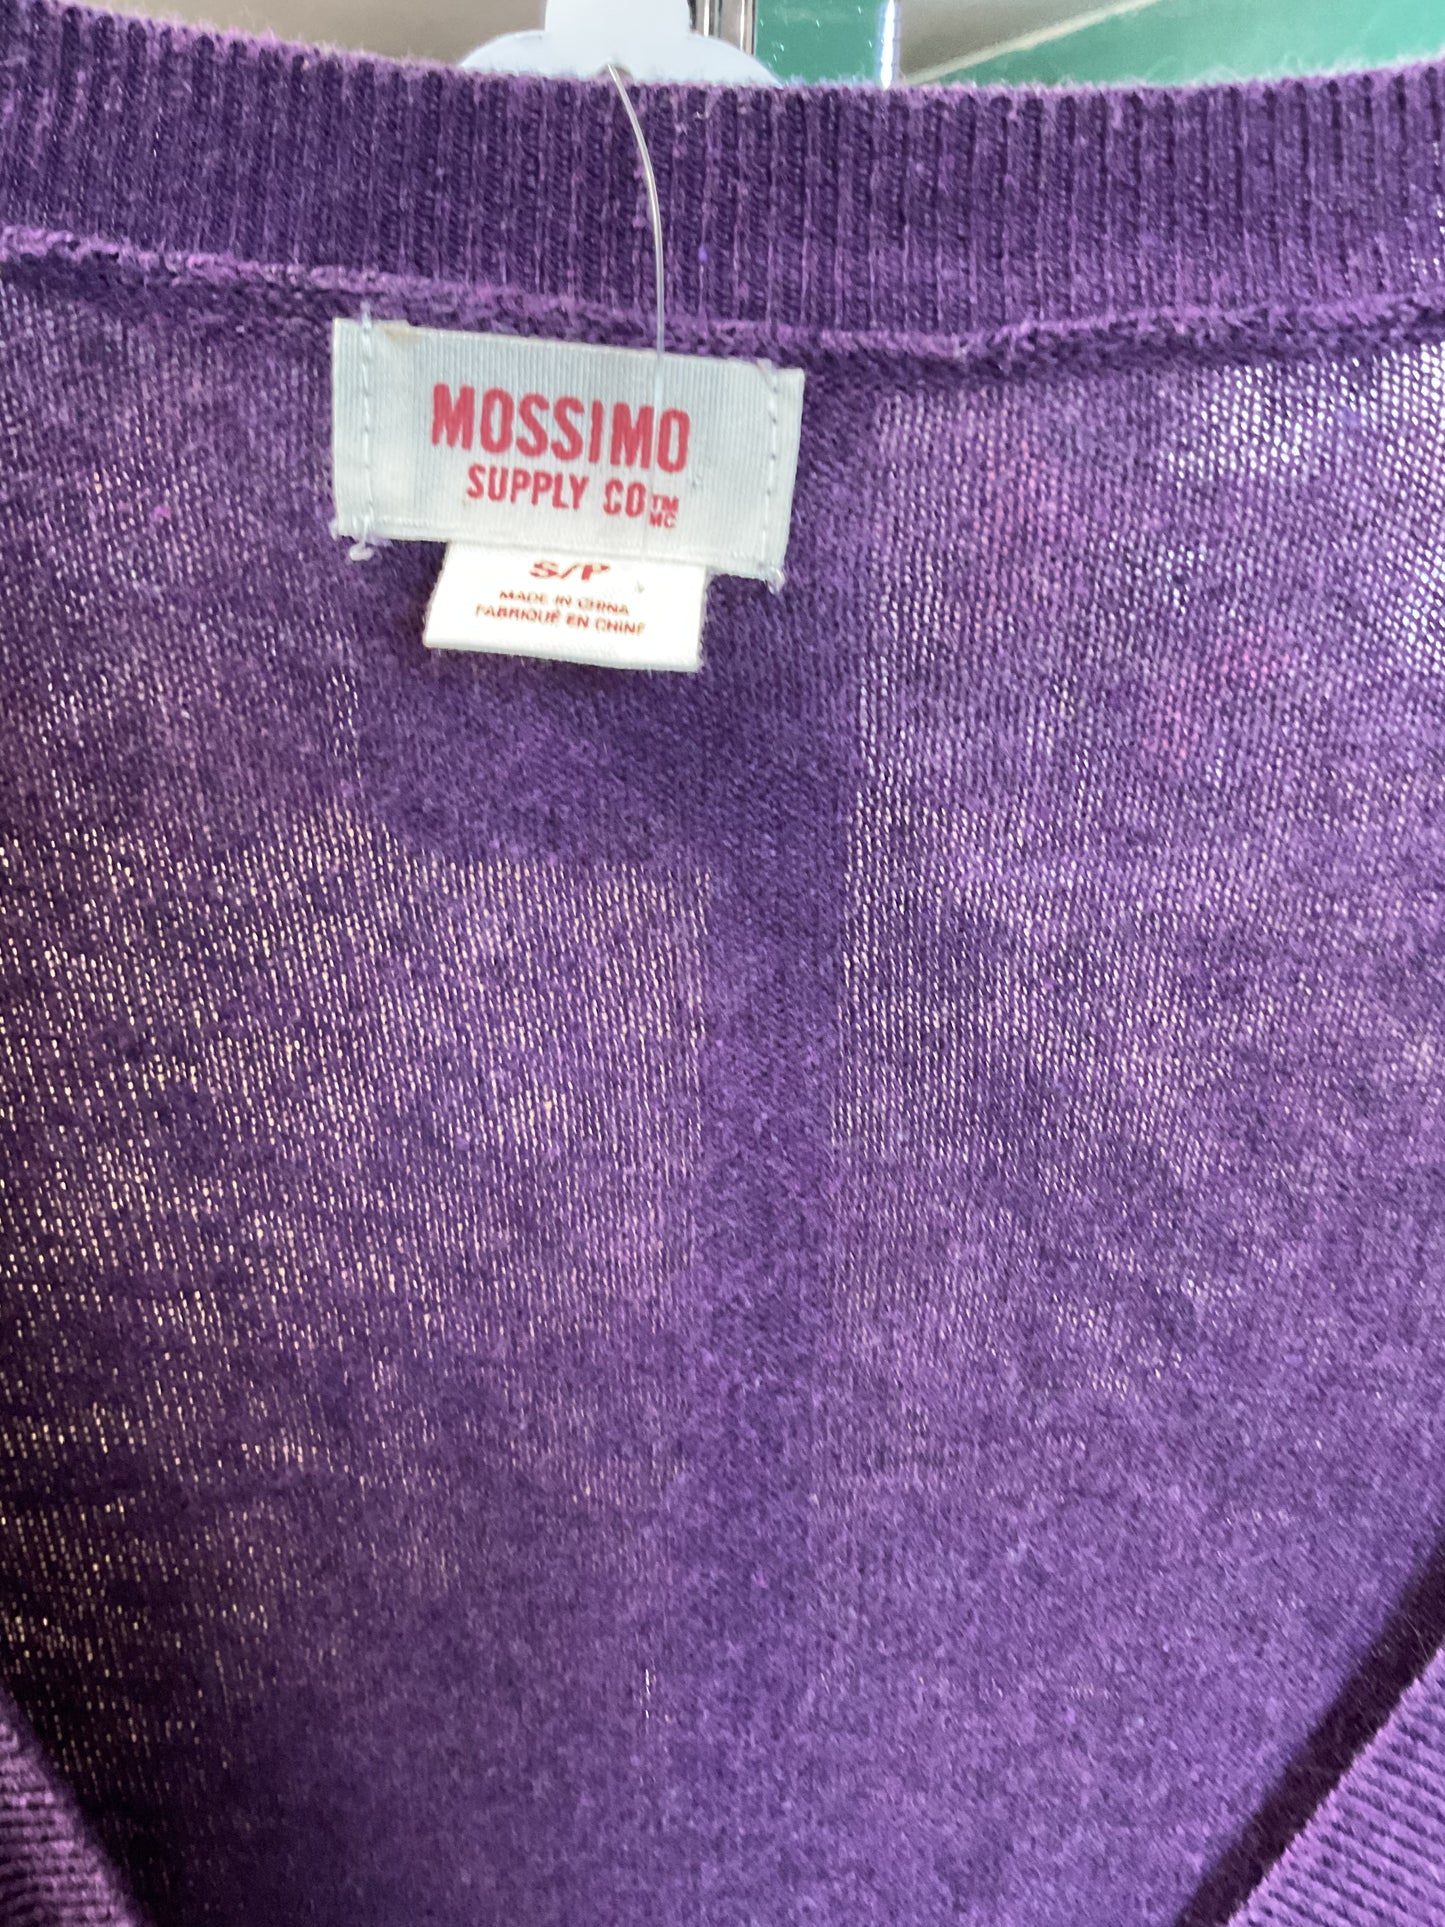 MOSSIMO
SUPPLY CO TM MC
S/P
MADE IN CHINA
FABRIQUÉ EN CHINE